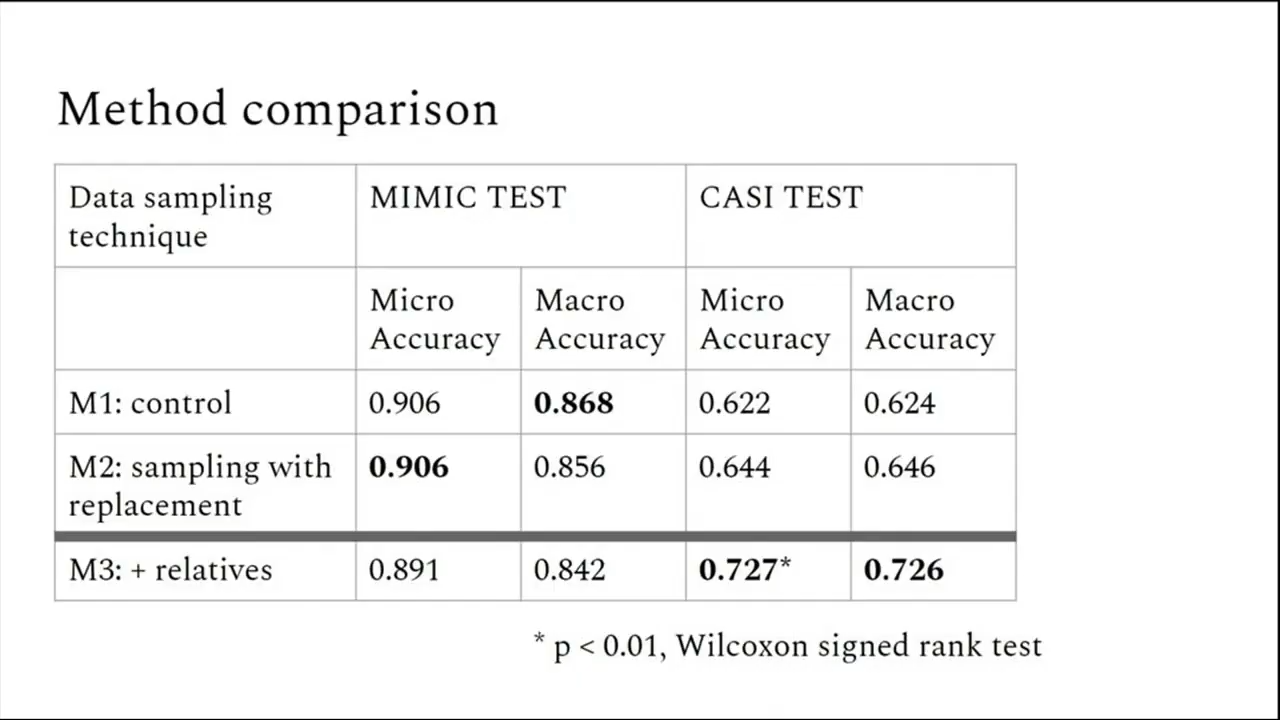 Method comparison
Data sampling technique
MIMIC TEST
CASI TEST
Micro Accuracy
Macro Accuracy
Micro Accuracy
Macro Accuracy
M1: control
0.906
0.868
0.622
0.624
M2: sampling with replacement
0.906
0.856
0.644
0.646
M3: + relatives
0.891
0.842
0.727*
0.726
* p < 0.01, Wilcoxon signed rank test